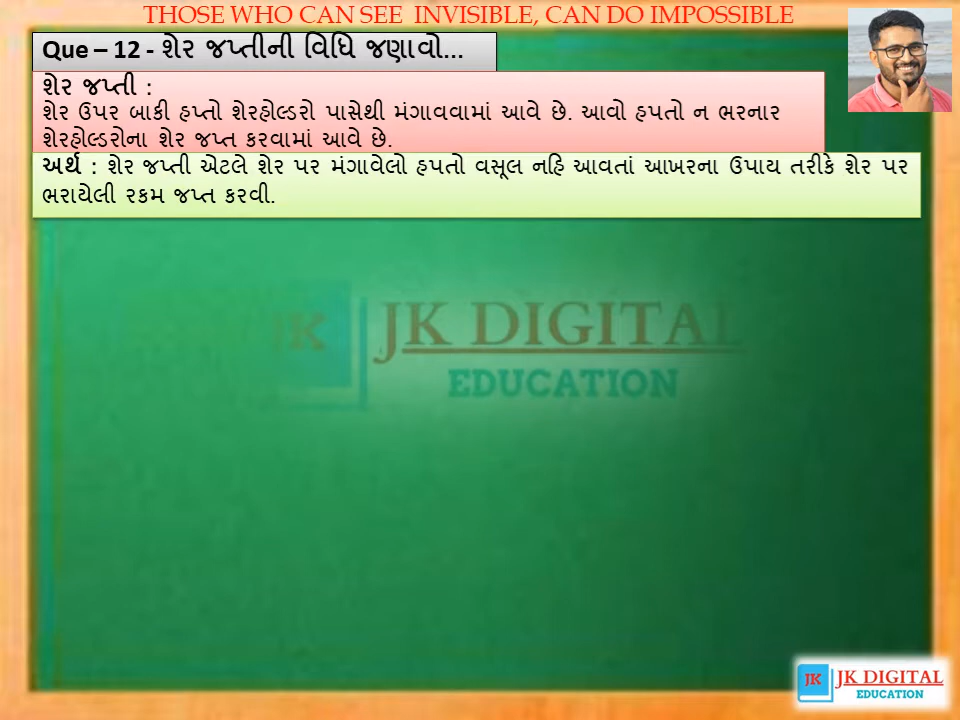 THOSE WHO CAN SEE INVISIBLE, CAN DO IMPOSSIBLE
Que – 12 - શેર જપ્તીની વિધિ જણાવો...
શેર જપ્તી :
શેર ઉપર બાકી હપ્તો શેરહોલ્ડરો પાસેથી મંગાવવામાં આવે છે. આવો હપતો ન ભરનાર
શેરહોલ્ડરોના શેર જપ્ત કરવામાં આવે છે.
અર્થ : શેર જપ્તી એટલે શેર પર મંગાવેલો હપતો વસૂલ નહિ આવતાં આખરના ઉપાય તરીકે શેર પર
ભરાયેલી રકમ જપ્ત કરવી.
JK JK DIGITAL
EDUCATION
JK JK DIGITAL
EDUCATION